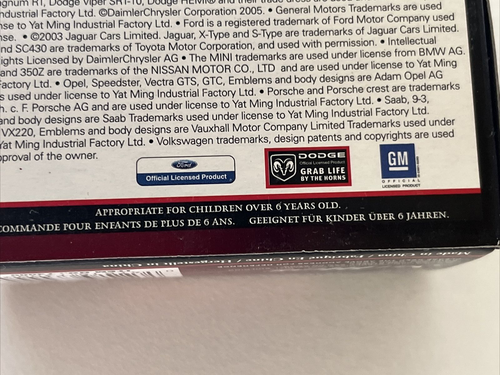 Magnum RT, Dodge Viper SRT-10, Dodge
Industrial Factory Ltd. ©DaimlerChrysler Corporation 2005. • General Motors Trademarks are used
nse to Yat Ming Industrial Factory Ltd. • Ford is a registered trademark of Ford Motor Company used
se. • ©2003 Jaguar Cars Limited. Jaguar, X-Type and S-Type are trademarks of Jaguar Cars Limited.
nd SC430 are trademarks of Toyota Motor Corporation, and used with permission. • Intellectual
ights Licensed by DaimlerChrysler AG • The MINI trademarks are used under license from BMW AG.
and 350Z are trademarks of the NISSAN MOTOR CO., LTD and are used under license to Yat Ming
Factory Ltd. • Opel, Speedster, Vectra GTS, GTC, Emblems and body designs are Adam Opel AG
s used under license to Yat Ming Industrial Factory Ltd. • Porsche and Porsche crest are trademarks
h. c. F. Porsche AG and are used under license to Yat Ming Industrial Factory Ltd. • Saab, 9-3,
and body designs are Saab Trademarks used under license to Yat Ming Industrial Factory Ltd. •
VX220, Emblems and body designs are Vauxhall Motor Company Limited Trademarks used under
Yat Ming Industrial Factory Ltd. • Volkswagen trademarks, design patents and copyrights are used
proval of the owner.
Ford
Official Licensed Product
DODGE
Official Licensed Product
GRAB LIFE
BY THE HORNS
GM
OFFICIAL
LICENSED PRODUCT
APPROPRIATE FOR CHILDREN OVER 6 YEARS OLD.
COMMANDE POUR ENFANTS DE PLUS DE 6 ANS. GEEIGNET FÜR KINDER ÜBER 6 JAHREN.